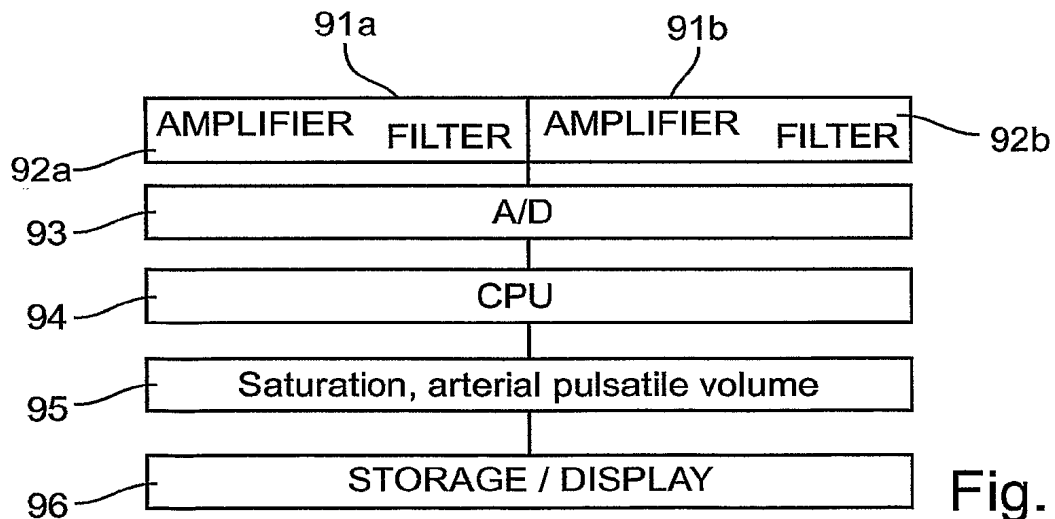 91a 91b
AMPLIFIER FILTER AMPLIFIER FILTER
92a 92b
93 A/D
94 CPU
95 Saturation, arterial pulsatile volume
96 STORAGE / DISPLAY
Fig.